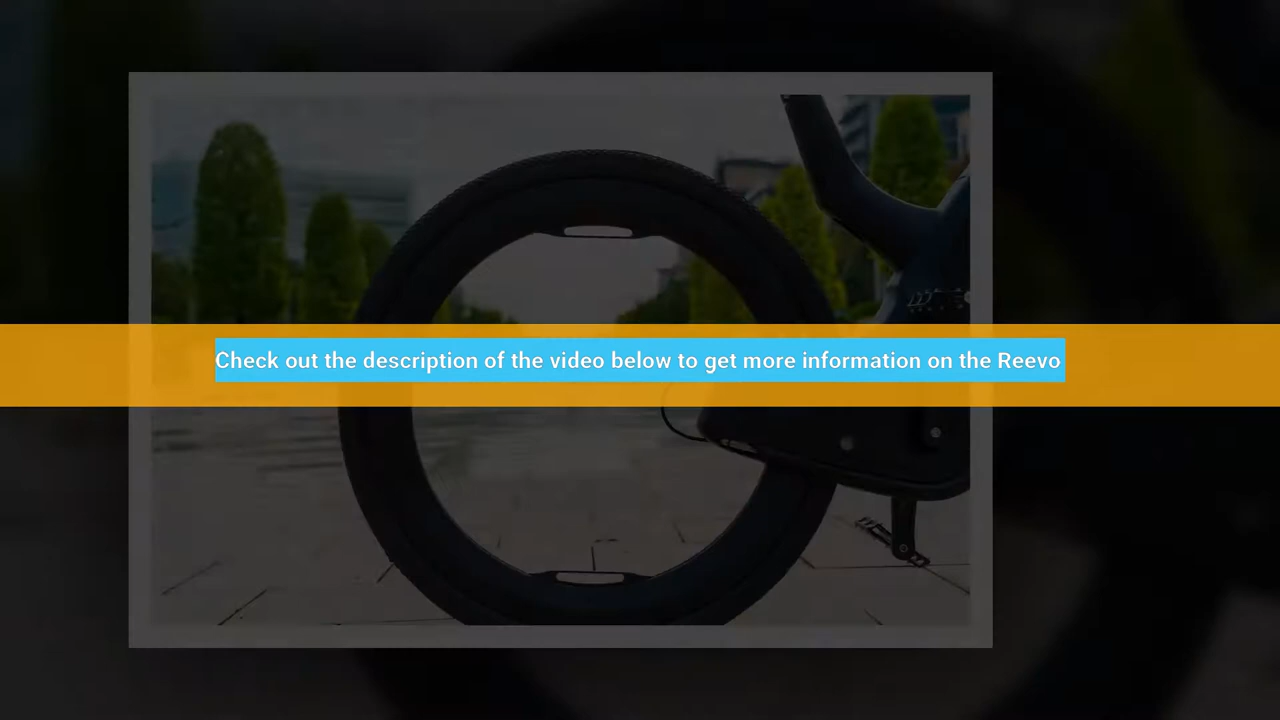 Check out the description of the video below to get more information on the Reevo